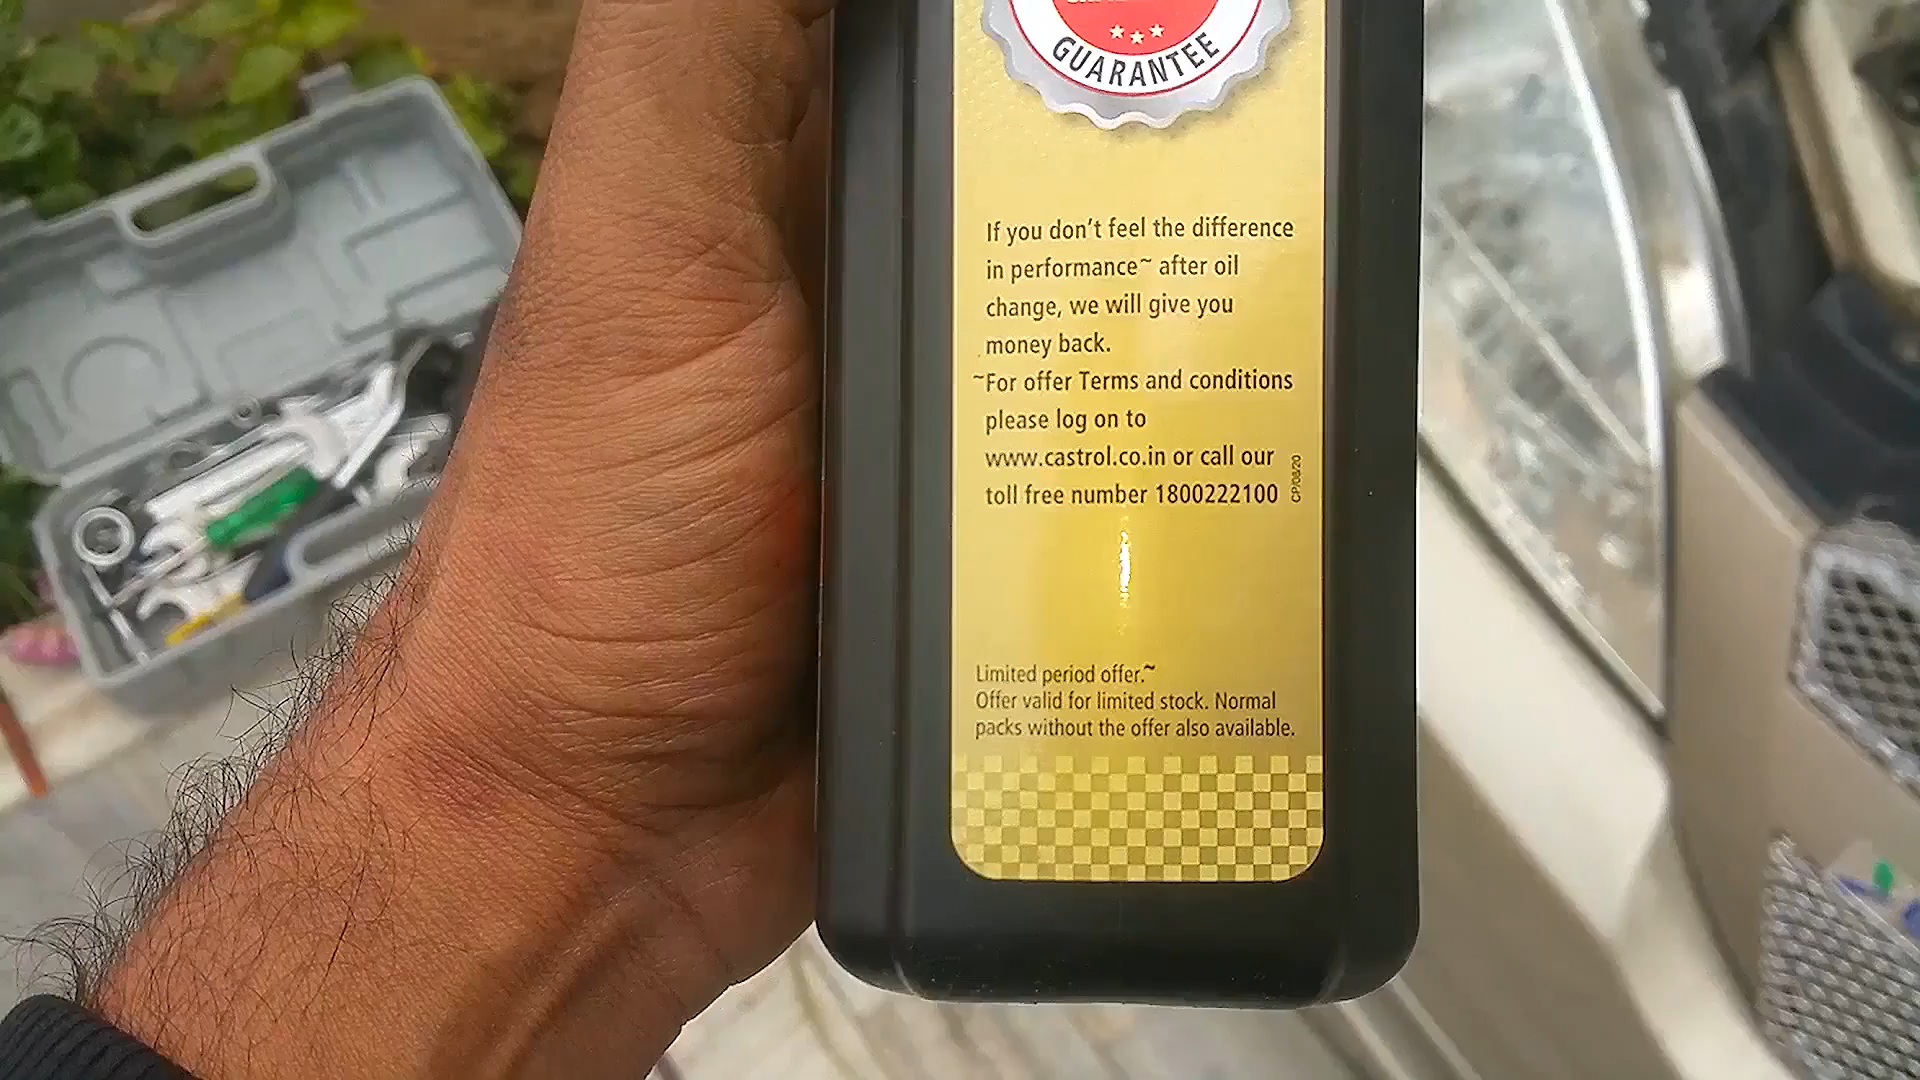 GUARANTEE
If you don't feel the difference
in performance~ after oil
change, we will give you
money back.
~For offer Terms and conditions
please log on to
www.castrol.co.in or call our
toll free number 1800222100
CP/08/20
Limited period offer.~
Offer valid for limited stock. Normal
packs without the offer also available.